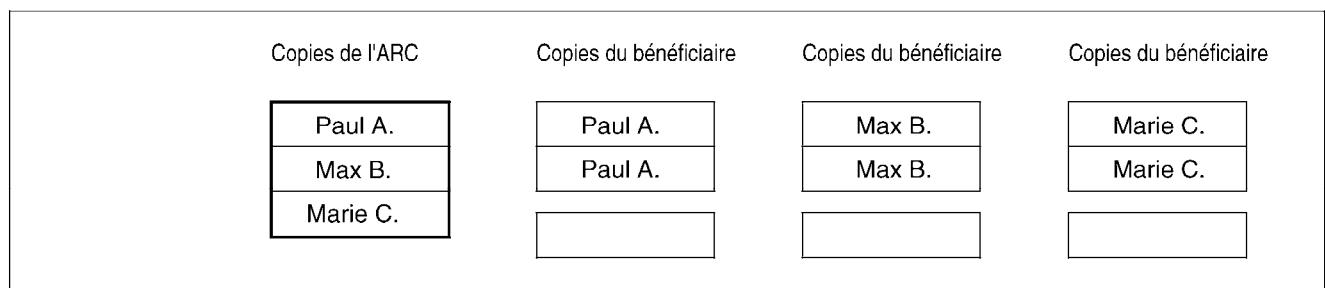 Copies de l'ARC
Copies du bénéficiaire
Copies du bénéficiaire
Copies du bénéficiaire
Paul A.
Paul A.
Max B.
Marie C.
Max B.
Paul A.
Max B.
Marie C.
Marie C.